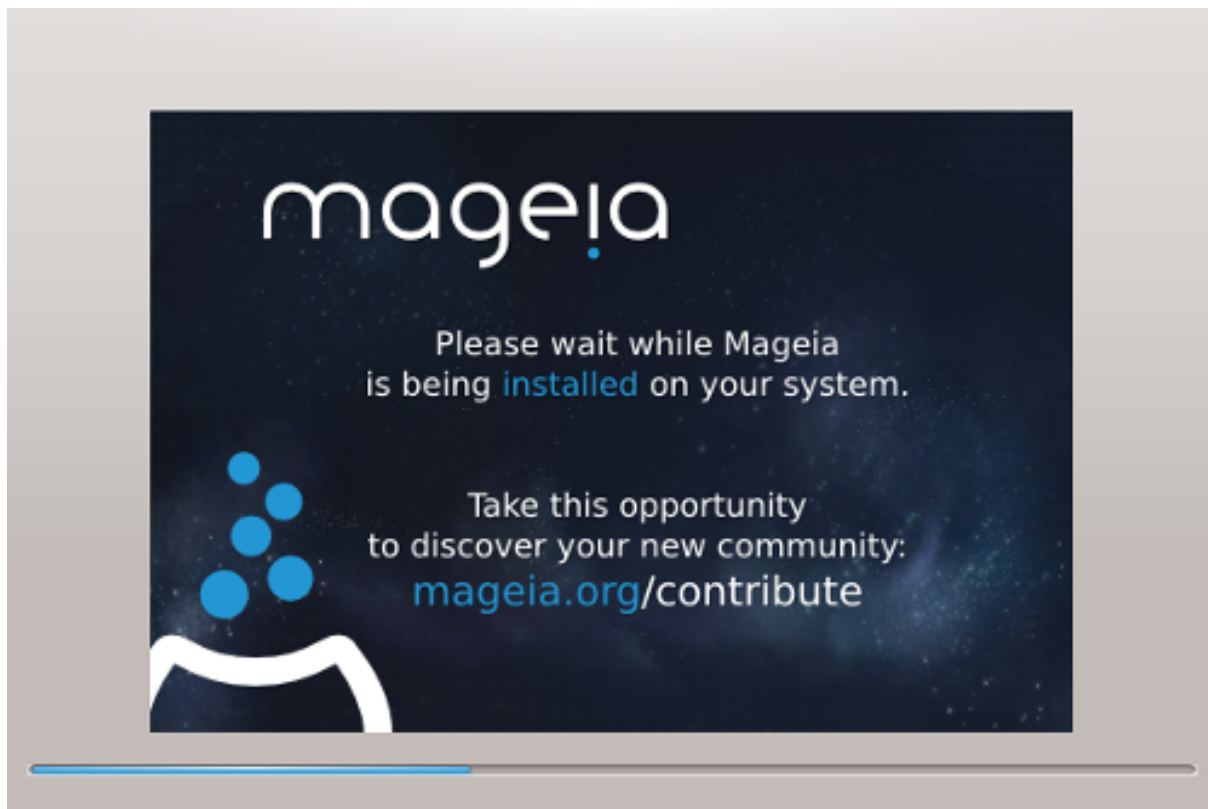 mageia
Please wait while Mageia
is being installed on your system.
Take this opportunity
to discover your new community:
mageia.org/contribute